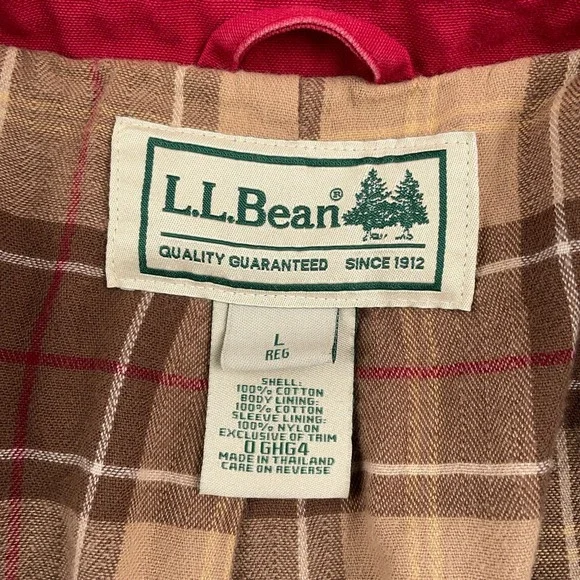 L.L.Bean®
QUALITY GUARANTEED SINCE 1912
L
REG
SHELL:
100% COTTON
BODY LINING:
100% COTTON
SLEEVE LINING:
100% NYLON
EXCLUSIVE OF TRIM
0 GHG4
MADE IN THAILAND
CARE ON REVERSE